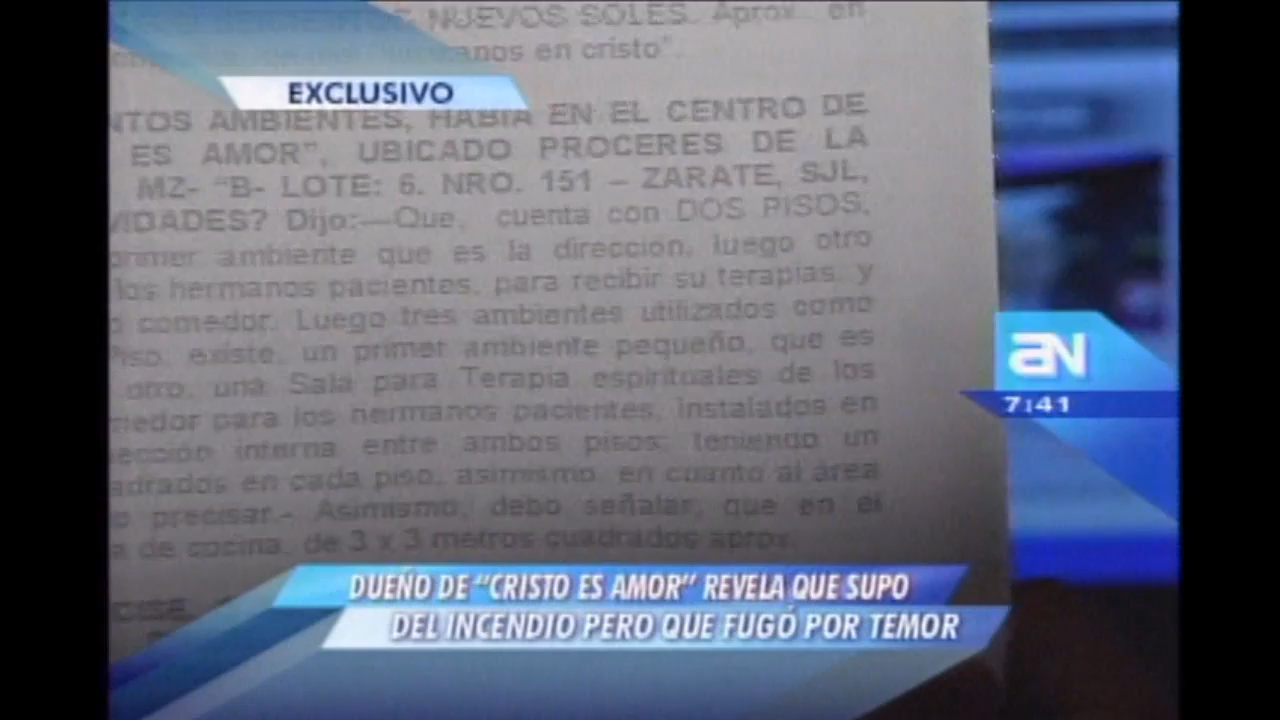 NUEVOS SOLES. Aprox. en
anos en cristo".
EXCLUSIVO
NTOS AMBIENTES, HABIA EN EL CENTRO DE
ES AMOR", UBICADO PROCERES DE LA
MZ- "B- LOTE: 6. NRO. 151 – ZARATE, SJL,
VIDADES? Dijo:—Que, cuenta con DOS PISOS,
primer ambiente que es la dirección, luego otro
los hermanos pacientes, para recibir su terapias, y
comedor. Luego tres ambientes utilizados como
Piso, existe, un primer ambiente pequeño, que es
otro, una Sala para Terapia espirituales de los
medor para los hermanos pacientes, instalados en
interna entre ambos pisos; teniendo un
adrados en cada piso, asimismo, en cuanto al área
precisar.- Asimismo, debo señalar, que en el
a de cocina, de 3 x 3 metros cuadrados aprox.
aN
7:41
DUEÑO DE "CRISTO ES AMOR" REVELA QUE SUPO
DEL INCENDIO PERO QUE FUGÓ POR TEMOR